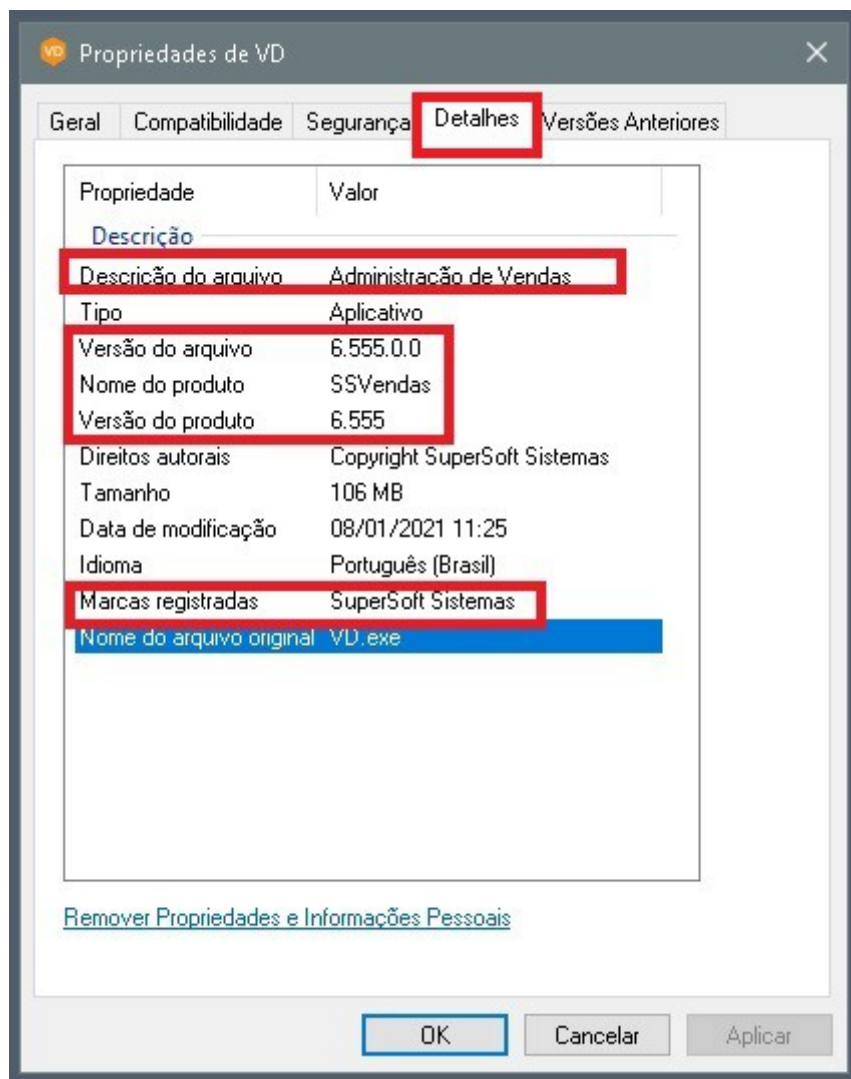 VD Propriedades de VD
Geral Compatibilidade Segurança Detalhes Versões Anteriores
Propriedade Valor
Descrição
Descrição do arquivo Administração de Vendas
Tipo Aplicativo
Versão do arquivo 6.555.0.0
Nome do produto SSVendas
Versão do produto 6.555
Direitos autorais Copyright SuperSoft Sistemas
Tamanho 106 MB
Data de modificação 08/01/2021 11:25
Idioma Português (Brasil)
Marcas registradas SuperSoft Sistemas
Nome do arquivo original VD.exe
Remover Propriedades e Informações Pessoais
OK Cancelar Aplicar